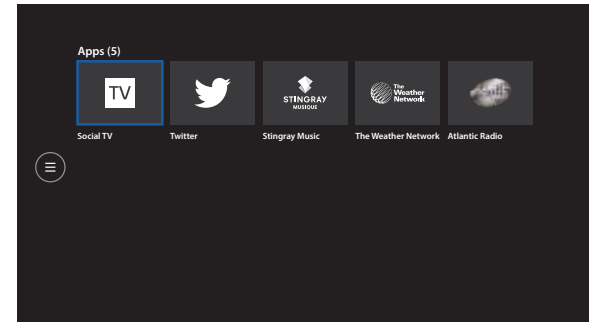 Apps (5)
TV
STINGRAY
MUSIQUE
The
Weather
Network
Social TV
Twitter
Stingray Music
The Weather Network
Atlantic Radio